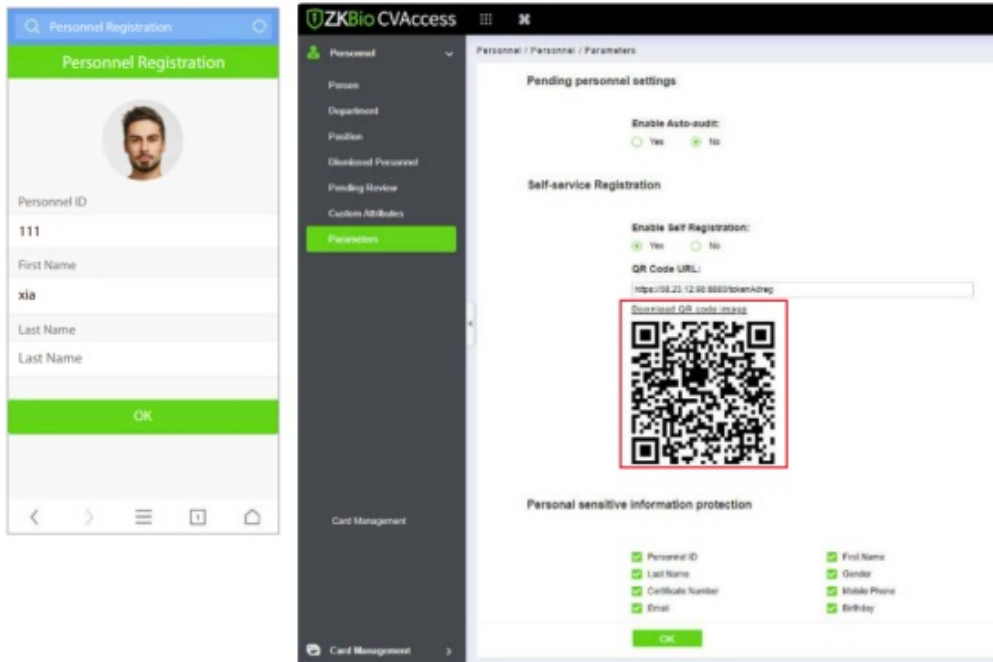 Personnel Registration
Personnel Registration
Personnel ID
111
First Name
xia
Last Name
Last Name
OK
1
ZKBio CVAccess
Personnel
Person
Department
Position
Dismissed Personnel
Pending Review
Custom Attributes
Parameters
Card Management
Card Management
Personnel / Personnel / Parameters
Pending personnel settings
Enable Auto-audit:
Yes No
Self-service Registration
Enable Self Registration:
Yes No
QR Code URL:
Download QR code image
Personal sensitive information protection
Personnel ID First Name
Last Name Gender
Certificate Number Mobile Phone
Email Birthday
OK